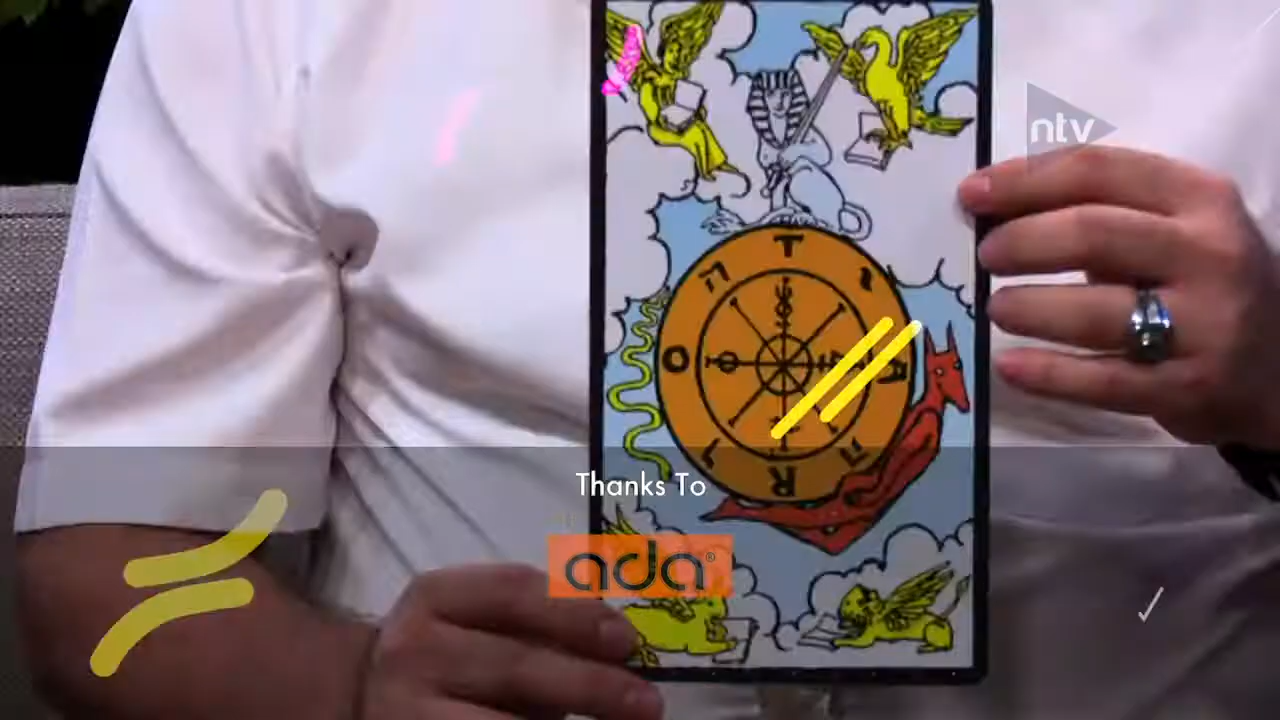 ntv
T
ה י
O A
ו ה
R
Thanks To
ada®